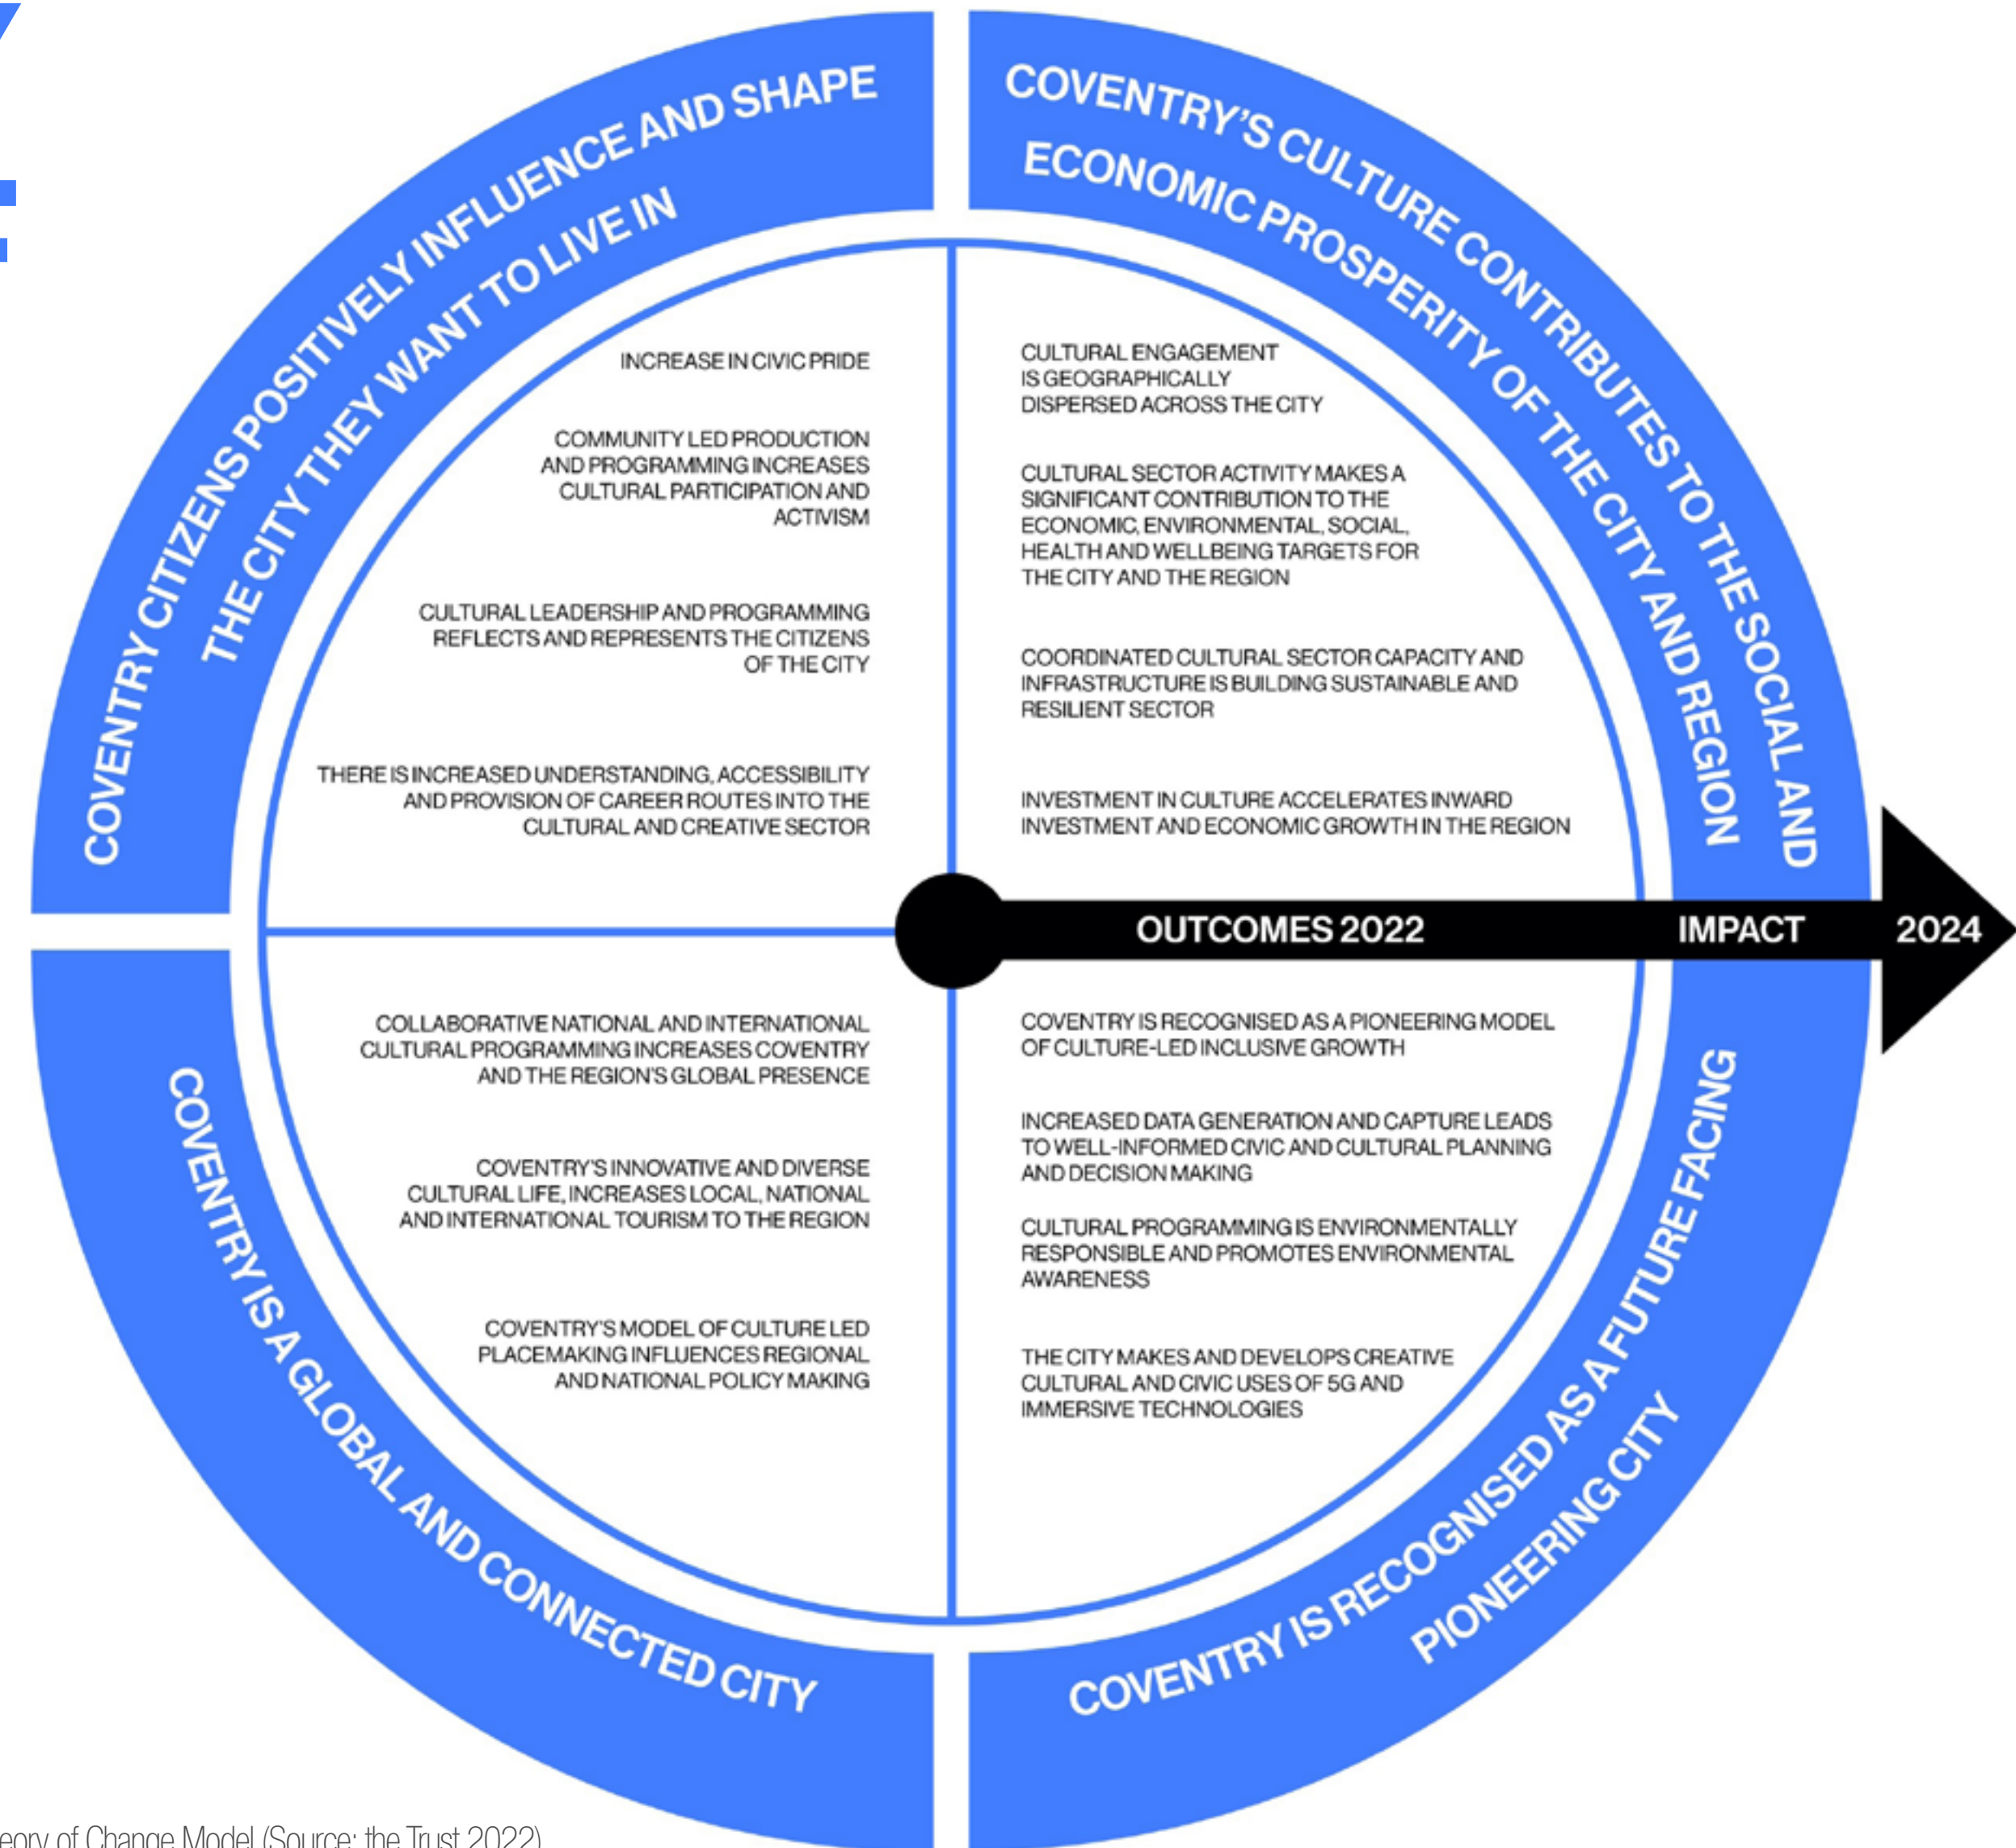 COVENTRY CITIZENS POSITIVELY INFLUENCE AND SHAPE
THE CITY THEY WANT TO LIVE IN
INCREASE IN CIVIC PRIDE
COMMUNITY LED PRODUCTION
AND PROGRAMMING INCREASES
CULTURAL PARTICIPATION AND
ACTIVISM
CULTURAL LEADERSHIP AND PROGRAMMING
REFLECTS AND REPRESENTS THE CITIZENS
OF THE CITY
THERE IS INCREASED UNDERSTANDING, ACCESSIBILITY
AND PROVISION OF CAREER ROUTES INTO THE
CULTURAL AND CREATIVE SECTOR
COVENTRY'S CULTURE CONTRIBUTES TO THE SOCIAL AND
ECONOMIC PROSPERITY OF THE CITY AND REGION
CULTURAL ENGAGEMENT
IS GEOGRAPHICALLY
DISPERSED ACROSS THE CITY
CULTURAL SECTOR ACTIVITY MAKES A
SIGNIFICANT CONTRIBUTION TO THE
ECONOMIC, ENVIRONMENTAL, SOCIAL,
HEALTH AND WELLBEING TARGETS FOR
THE CITY AND THE REGION
COORDINATED CULTURAL SECTOR CAPACITY AND
INFRASTRUCTURE IS BUILDING SUSTAINABLE AND
RESILIENT SECTOR
INVESTMENT IN CULTURE ACCELERATES INWARD
INVESTMENT AND ECONOMIC GROWTH IN THE REGION
OUTCOMES 2022 IMPACT 2024
COLLABORATIVE NATIONAL AND INTERNATIONAL
CULTURAL PROGRAMMING INCREASES COVENTRY
AND THE REGION'S GLOBAL PRESENCE
COVENTRY'S INNOVATIVE AND DIVERSE
CULTURAL LIFE, INCREASES LOCAL, NATIONAL
AND INTERNATIONAL TOURISM TO THE REGION
COVENTRY'S MODEL OF CULTURE LED
PLACEMAKING INFLUENCES REGIONAL
AND NATIONAL POLICY MAKING
COVENTRY IS A GLOBAL AND CONNECTED CITY
COVENTRY IS RECOGNISED AS A PIONEERING MODEL
OF CULTURE-LED INCLUSIVE GROWTH
INCREASED DATA GENERATION AND CAPTURE LEADS
TO WELL-INFORMED CIVIC AND CULTURAL PLANNING
AND DECISION MAKING
CULTURAL PROGRAMMING IS ENVIRONMENTALLY
RESPONSIBLE AND PROMOTES ENVIRONMENTAL
AWARENESS
THE CITY MAKES AND DEVELOPS CREATIVE
CULTURAL AND CIVIC USES OF 5G AND
IMMERSIVE TECHNOLOGIES
COVENTRY IS RECOGNISED AS A FUTURE FACING
PIONEERING CITY
of Change Model (Source: the Trust 2022)